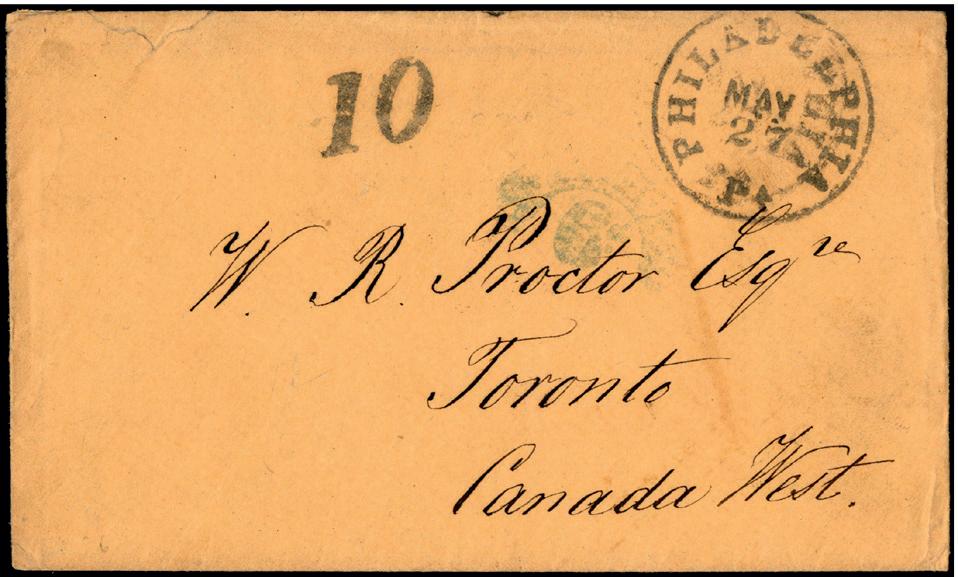 10
PHILADELPHIA
MAY
27
Pa
W. R. Proctor Esqre
Toronto
Canada West.